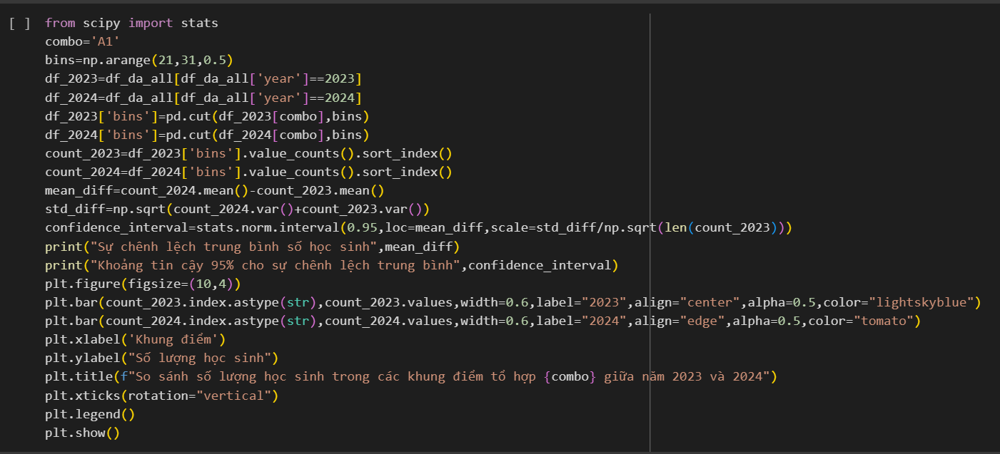 [ ] from scipy import stats
combo='A1'
bins=np.arange(21,31,0.5)
df_2023=df_da_all[df_da_all['year']==2023]
df_2024=df_da_all[df_da_all['year']==2024]
df_2023['bins']=pd.cut(df_2023[combo],bins)
df_2024['bins']=pd.cut(df_2024[combo],bins)
count_2023=df_2023['bins'].value_counts().sort_index()
count_2024=df_2024['bins'].value_counts().sort_index()
mean_diff=count_2024.mean()-count_2023.mean()
std_diff=np.sqrt(count_2024.var()+count_2023.var())
confidence_interval=stats.norm.interval(0.95,loc=mean_diff,scale=std_diff/np.sqrt(len(count_2023)))
print("Sự chênh lệch trung bình số học sinh",mean_diff)
print("Khoảng tin cậy 95% cho sự chênh lệch trung bình",confidence_interval)
plt.figure(figsize=(10,4))
plt.bar(count_2023.index.astype(str),count_2023.values,width=0.6,label="2023",align="center",alpha=0.5,color="lightskyblue")
plt.bar(count_2024.index.astype(str),count_2024.values,width=0.6,label="2024",align="edge",alpha=0.5,color="tomato")
plt.xlabel('Khung điểm')
plt.ylabel("Số lượng học sinh")
plt.title(f"So sánh số lượng học sinh trong các khung điểm tổ hợp {combo} giữa năm 2023 và 2024")
plt.xticks(rotation="vertical")
plt.legend()
plt.show()